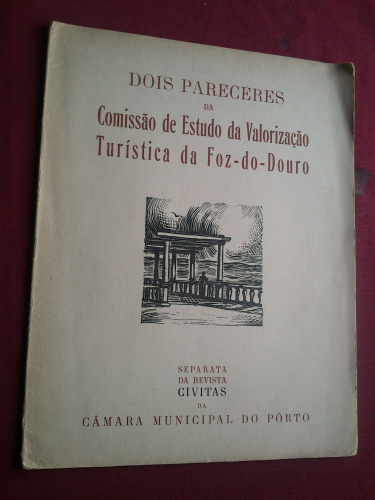 DOIS PARECERES
DA
Comissão de Estudo da Valorização
Turística da Foz-do-Douro
SEPARATA
DA REVISTA
CIVITAS
DA
CÂMARA MUNICIPAL DO PÔRTO